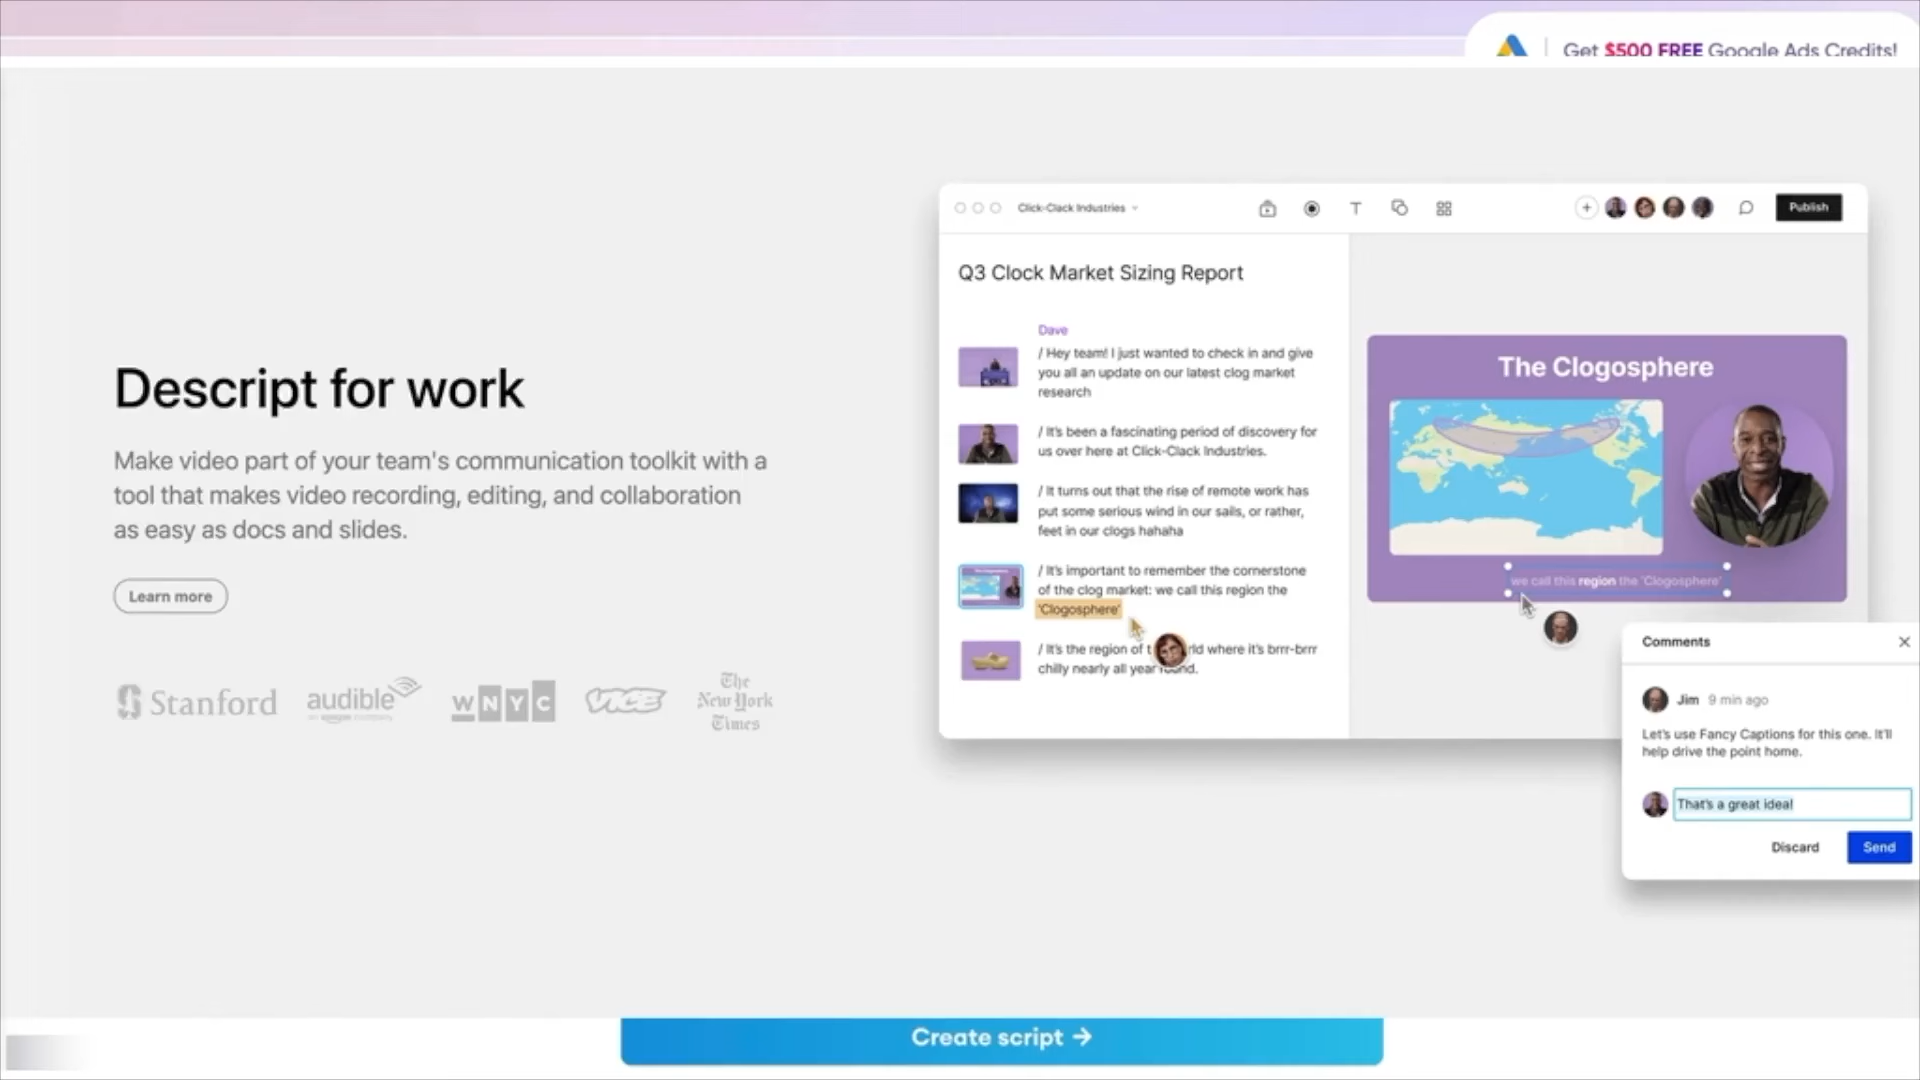 Get $500 FREE Google Ads Credits!
Descript for work
Make video part of your team's communication toolkit with a
tool that makes video recording, editing, and collaboration
as easy as docs and slides.
Learn more
Stanford
audible
an amazon company
WNYC
VICE
The
New York
Times
Click-Clack Industries
T
Publish
Q3 Clock Market Sizing Report
Dave
/ Hey team! I just wanted to check in and give
you all an update on our latest clog market
research
/ It's been a fascinating period of discovery for
us over here at Click-Clack Industries.
/ It turns out that the rise of remote work has
put some serious wind in our sails, or rather,
feet in our clogs hahaha
/ It's important to remember the cornerstone
of the clog market: we call this region the
'Clogosphere'
/ It's the region of t rld where it's brrr-brrr
chilly nearly all year round.
The Clogosphere
we call this region the 'Clogosphere'
Comments
Jim 9 min ago
Let's use Fancy Captions for this one. It'll
help drive the point home.
That's a great idea!
Discard
Send
Create script →